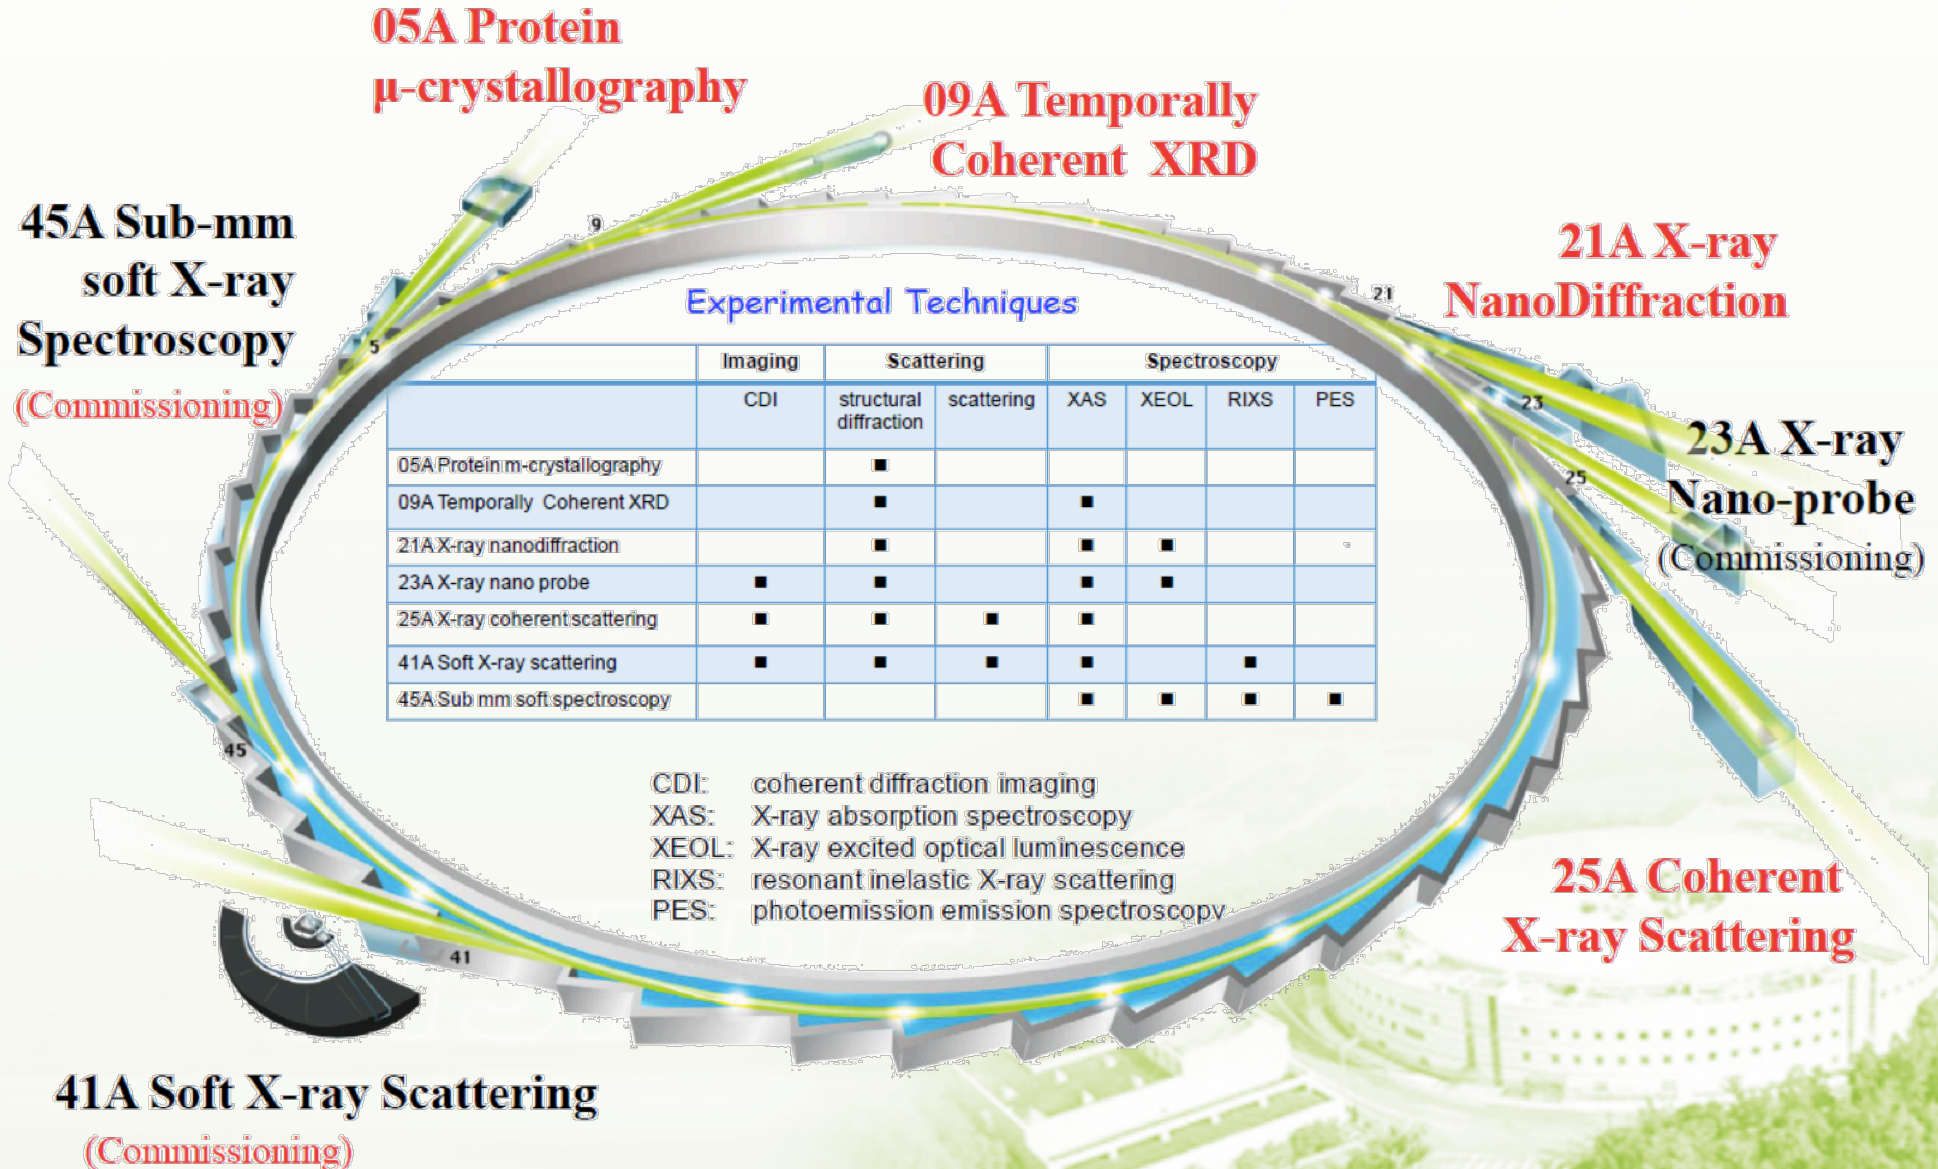 05A Protein
μ-crystallography
09A Temporally
Coherent XRD
45A Sub-mm
soft X-ray
Spectroscopy
(Commissioning)
21A X-ray
NanoDiffraction
23A X-ray
Nano-probe
(Commissioning)
25A Coherent
X-ray Scattering
41A Soft X-ray Scattering
(Commissioning)
5
9
21
23
25
45
41
Experimental Techniques
Imaging Scattering Spectroscopy
CDI structural diffraction scattering XAS XEOL RIXS PES
05A Protein m-crystallography ■
09A Temporally Coherent XRD ■ ■
21A X-ray nanodiffraction ■ ■ ■
23A X-ray nano probe ■ ■ ■ ■
25A X-ray coherent scattering ■ ■ ■ ■
41A Soft X-ray scattering ■ ■ ■ ■ ■
45A Sub mm soft spectroscopy ■ ■ ■ ■
CDI: coherent diffraction imaging
XAS: X-ray absorption spectroscopy
XEOL: X-ray excited optical luminescence
RIXS: resonant inelastic X-ray scattering
PES: photoemission emission spectroscopy